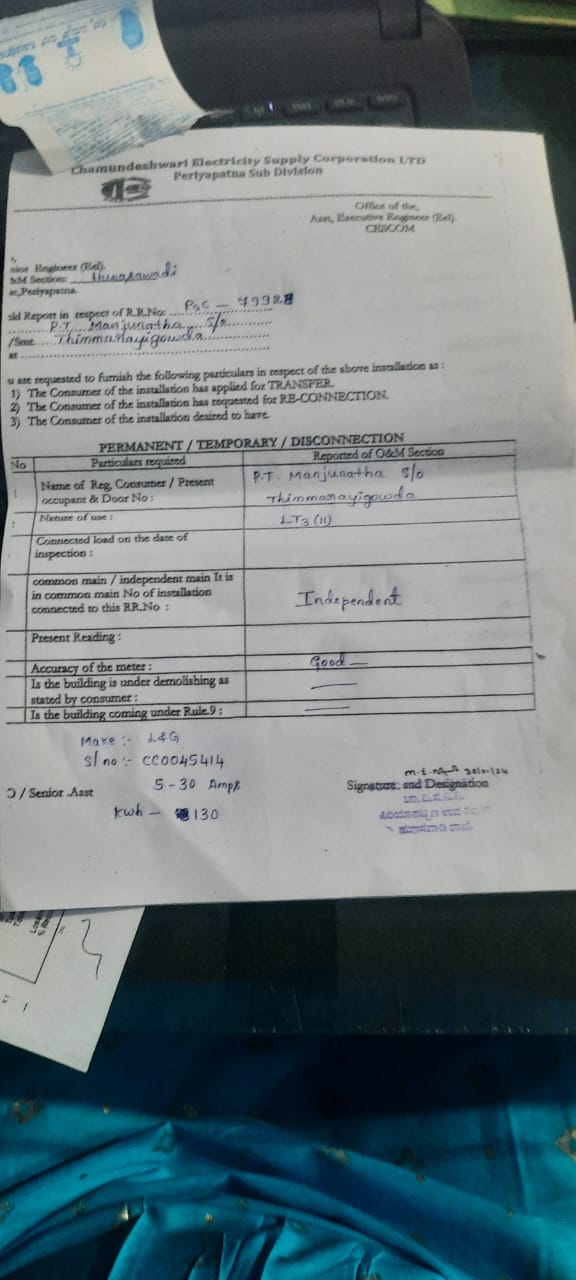 Chamundeshwari Electricity Supply Corporation LTD
Periyapatna Sub Division
Office of the,
Asst, Executive Engineer (Eel).
CESCOM
Engineer (Eel).
Section:
Periyapatna.
Report in respect of R.R.No: PSC - 79928
P.T. Manjunatha S/o
/Smt. Thimmarayigowda
at
u are requested to furnish the following particulars in respect of the above installation as :
1) The Consumer of the installation has applied for TRANSFER.
2) The Consumer of the installation has requested for RE-CONNECTION.
3) The Consumer of the installation desired to have.
PERMANENT / TEMPORARY / DISCONNECTION
No Particulars required Reported of O&M Section
Name of Reg, Consumer / Present occupant & Door No : P.T. Manjunatha S/o Thimmarayigowda
Nature of use : LT3 (11)
Connected load on the date of inspection :
common main / independent main It is in common main No of installation connected to this RR.No : Independent
Present Reading :
Accuracy of the meter : Good
Is the building is under demolishing as stated by consumer :
Is the building coming under Rule.9 :
Make :- L&G
Sl no :- CC0045414
5-30 Amps
Kwh - 130
/ Senior .Asst
Signature: and Designation